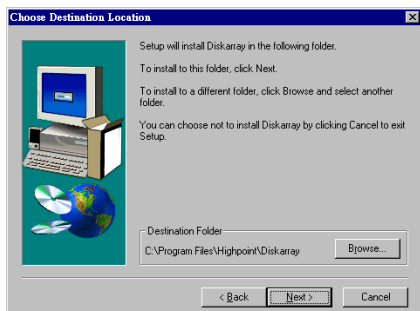 Choose Destination Location
Setup will install Diskarray in the following folder.
To install to this folder, click Next.
To install to a different folder, click Browse and select another
folder.
You can choose not to install Diskarray by clicking Cancel to exit
Setup.
Destination Folder
C:\Program Files\Highpoint\Diskarray
Browse...
< Back
Next >
Cancel